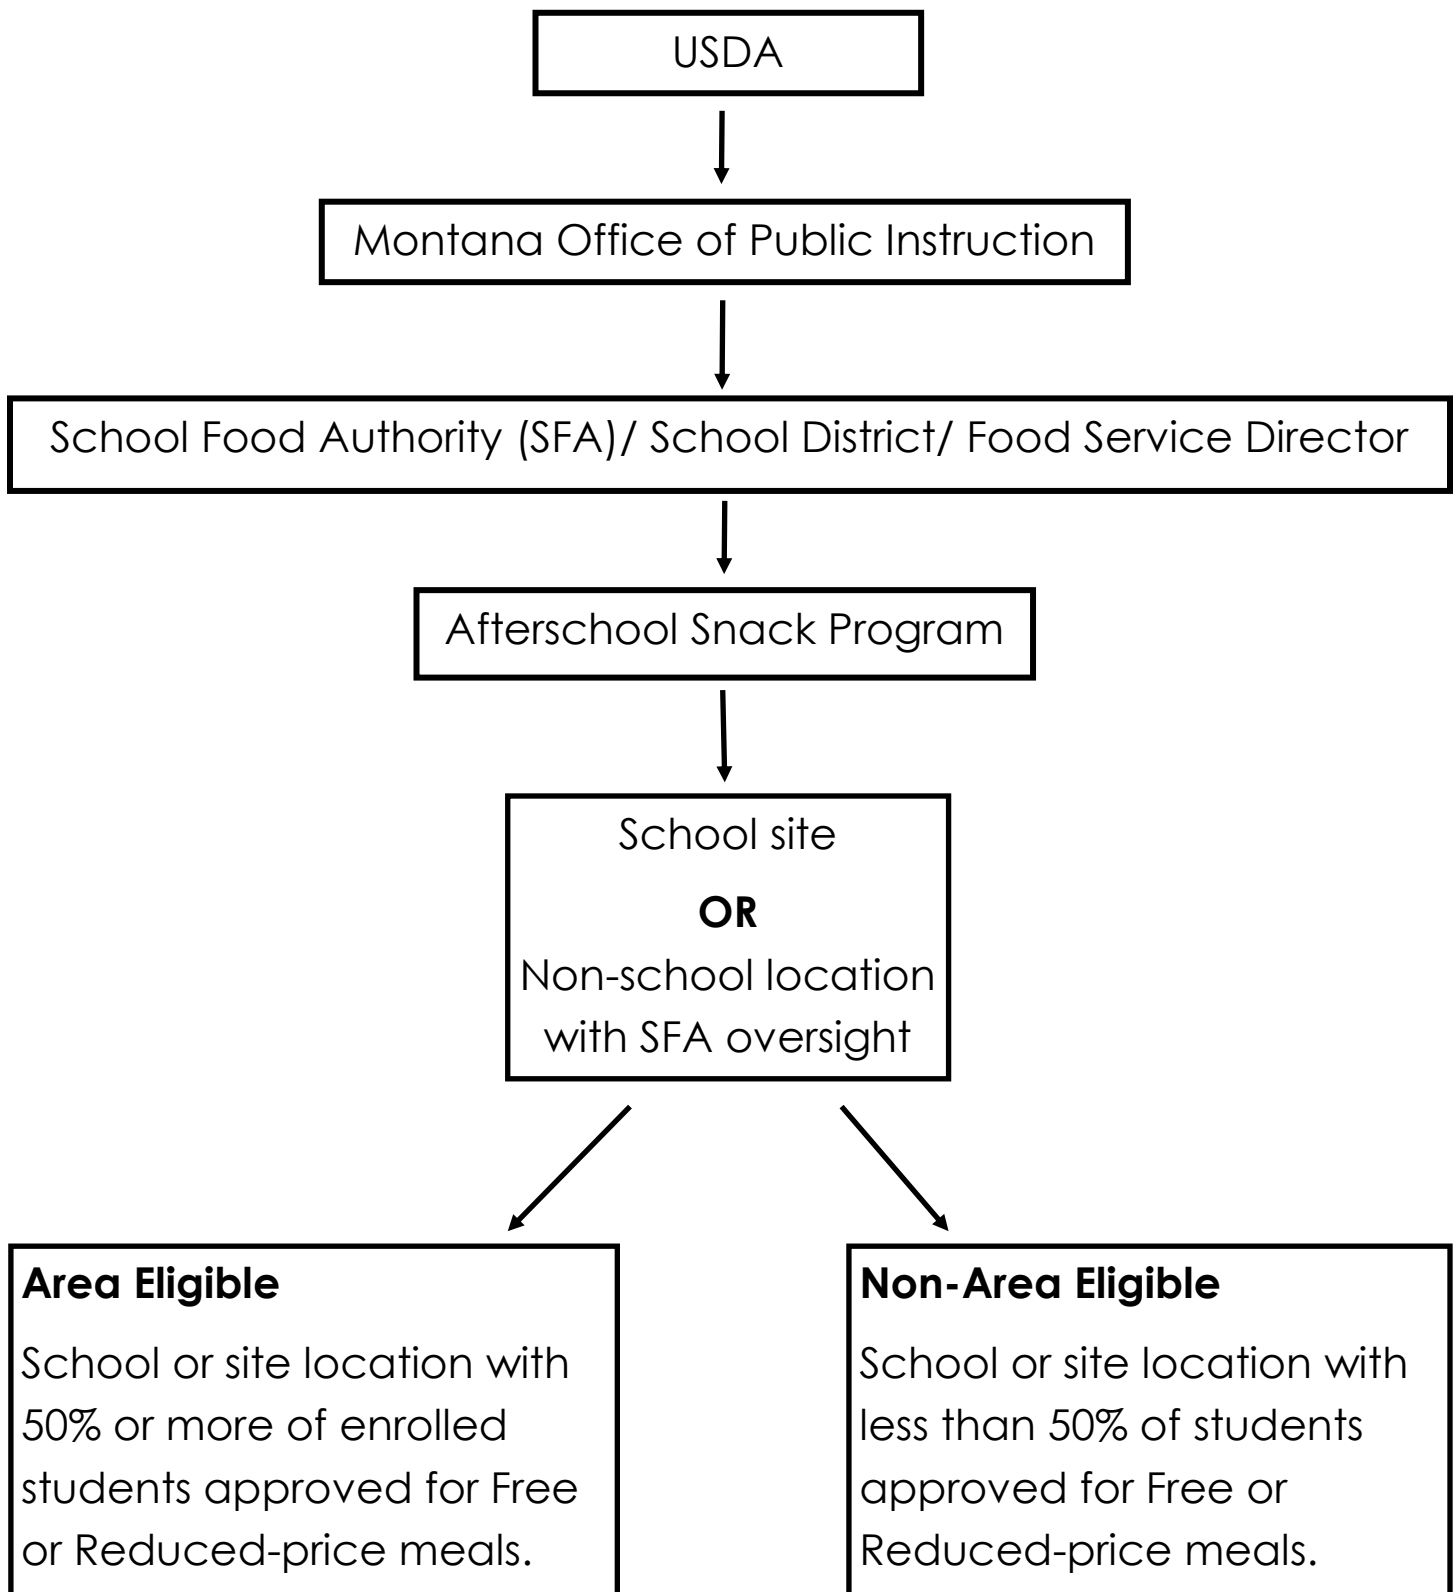 USDA
Montana Office of Public Instruction
School Food Authority (SFA)/ School District/ Food Service Director
Afterschool Snack Program
School site
OR
Non-school location
with SFA oversight
Area Eligible
School or site location with
50% or more of enrolled
students approved for Free
or Reduced-price meals.
Non-Area Eligible
School or site location with
less than 50% of students
approved for Free or
Reduced-price meals.